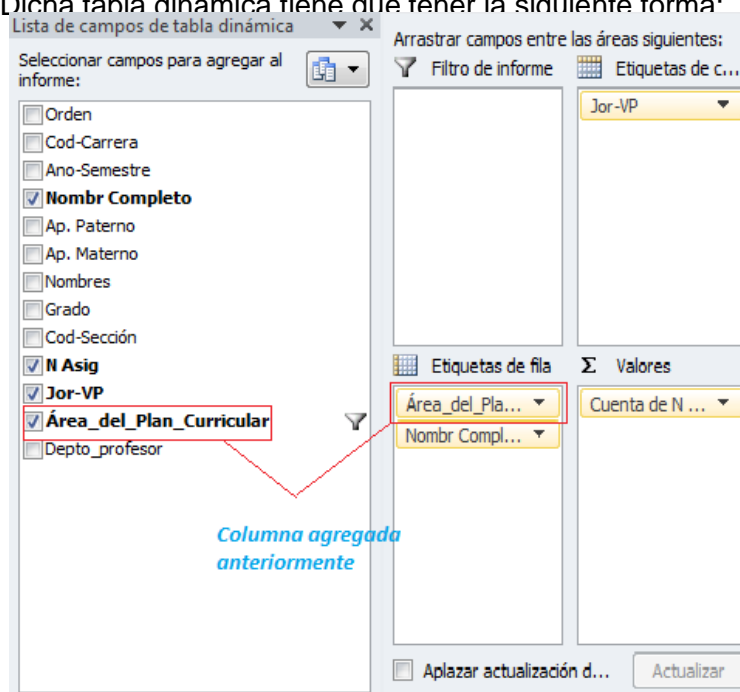 Dicha tabla dinámica tiene que tener la siguiente forma:
Lista de campos de tabla dinámica
Seleccionar campos para agregar al
informe:
Orden
Cod-Carrera
Ano-Semestre
Nombr Completo
Ap. Paterno
Ap. Materno
Nombres
Grado
Cod-Sección
N Asig
Jor-VP
Área_del_Plan_Curricular
Depto_profesor
Columna agregada
anteriormente
Arrastrar campos entre las áreas siguientes:
Filtro de informe
Etiquetas de c...
Jor-VP
Etiquetas de fila
Σ Valores
Área_del_Pla...
Cuenta de N ...
Nombr Compl...
Aplazar actualización d...
Actualizar